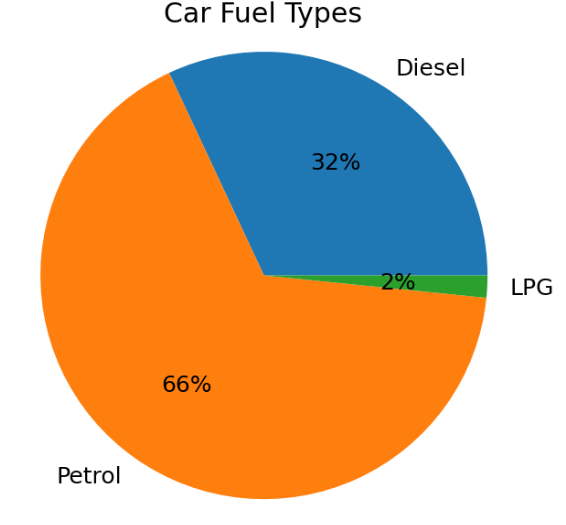 Car Fuel Types
Diesel
32%
2%
LPG
66%
Petrol